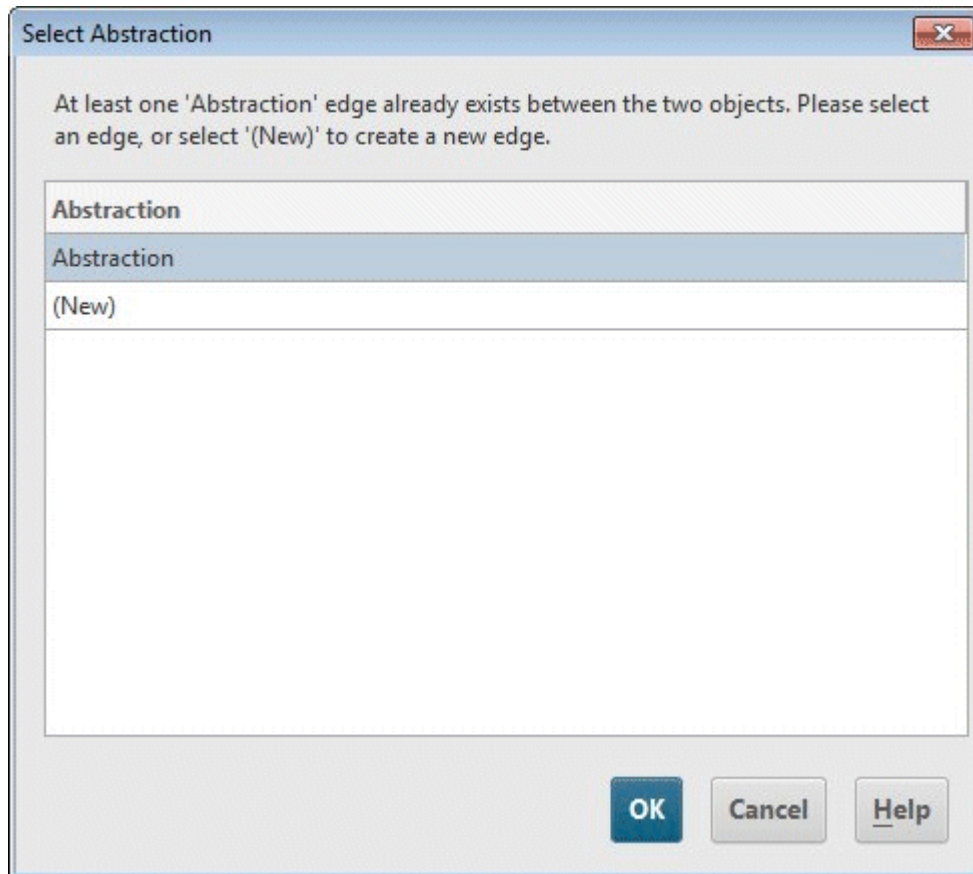 Select Abstraction
At least one 'Abstraction' edge already exists between the two objects. Please select
an edge, or select '(New)' to create a new edge.
Abstraction
Abstraction
(New)
OK Cancel Help